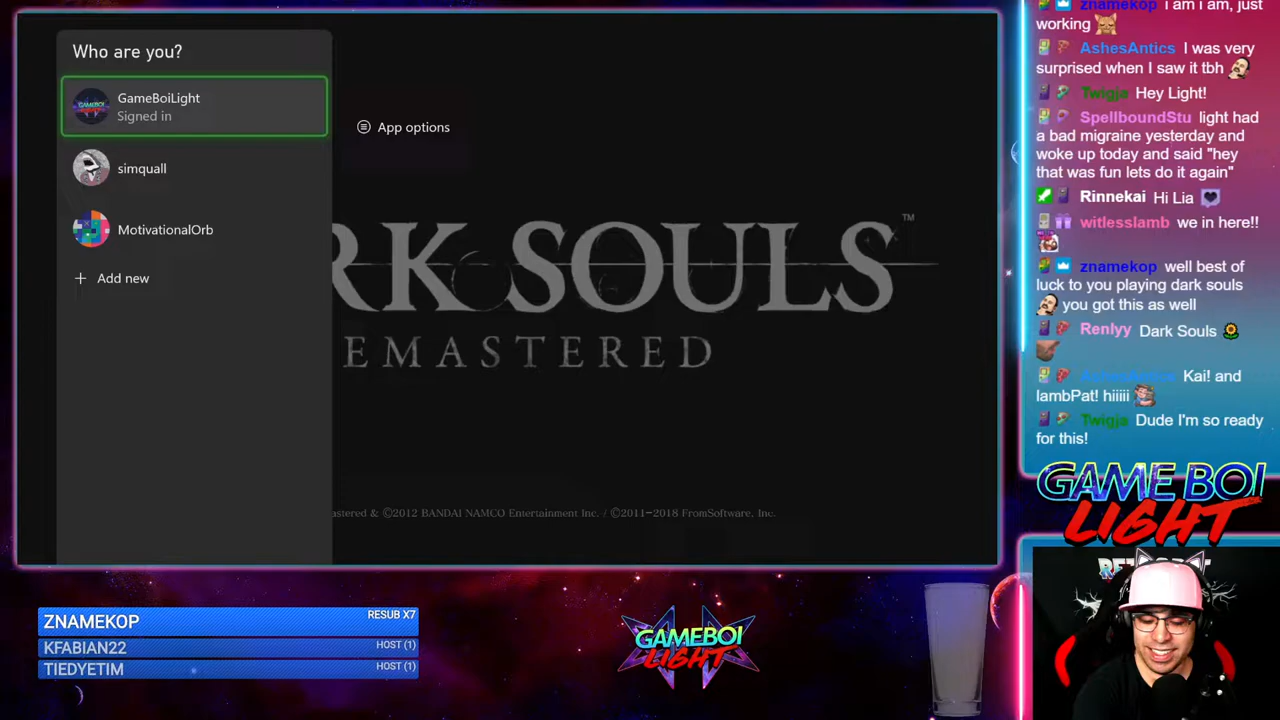 Who are you?
GameBoiLight
Signed in
simquall
MotivationalOrb
+ Add new
App options
RK SOULS™
EMASTERED
stered & ©2012 BANDAI NAMCO Entertainment Inc. / ©2011-2018 FromSoftware, Inc.
znamekop i am i am, just
working
AshesAntics I was very
surprised when I saw it tbh
Twigja Hey Light!
SpellboundStu light had
a bad migraine yesterday and
woke up today and said "hey
that was fun lets do it again"
Rinnekai Hi Lia
witlesslamb we in here!!
znamekop well best of
luck to you playing dark souls
you got this as well
Renlyy Dark Souls
AshesAntics Kai! and
lambPat! hiiiii
Twigja Dude I'm so ready
for this!
GAME BOI
LIGHT
ZNAMEKOP RESUB X7
KFABIAN22 HOST (1)
TIEDYETIM HOST (1)
GAMEBOI
LIGHT